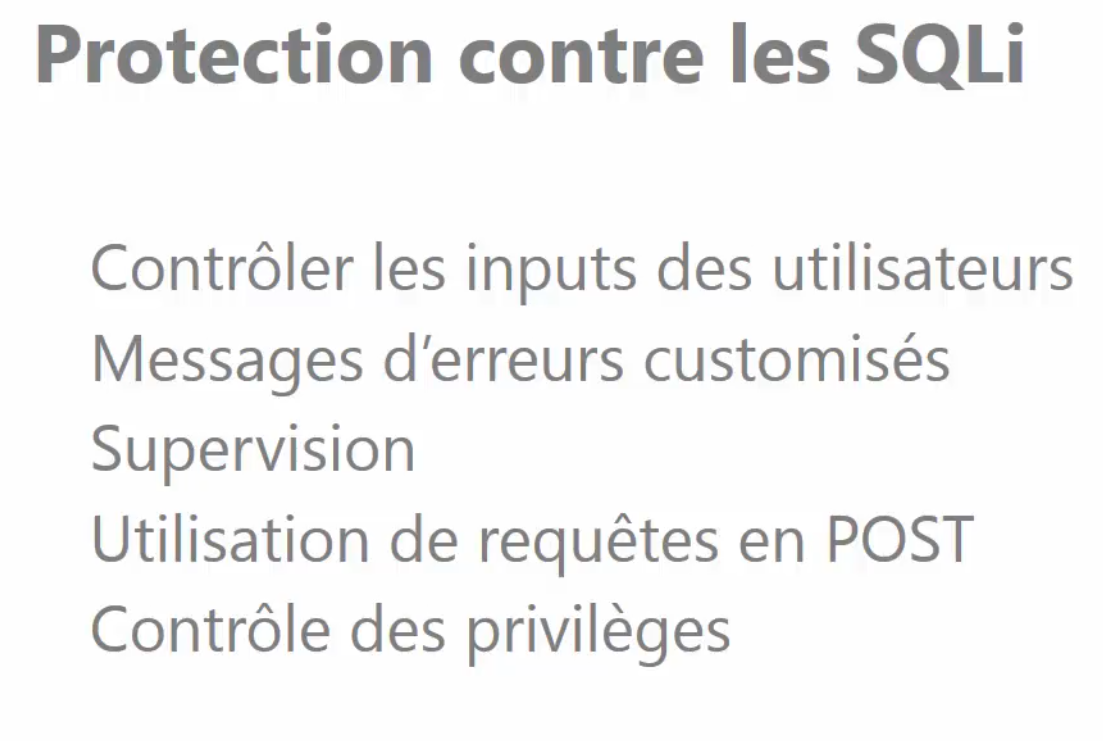 Protection contre les SQLi
Contrôler les inputs des utilisateurs
Messages d’erreurs customisés
Supervision
Utilisation de requêtes en POST
Contrôle des privilèges